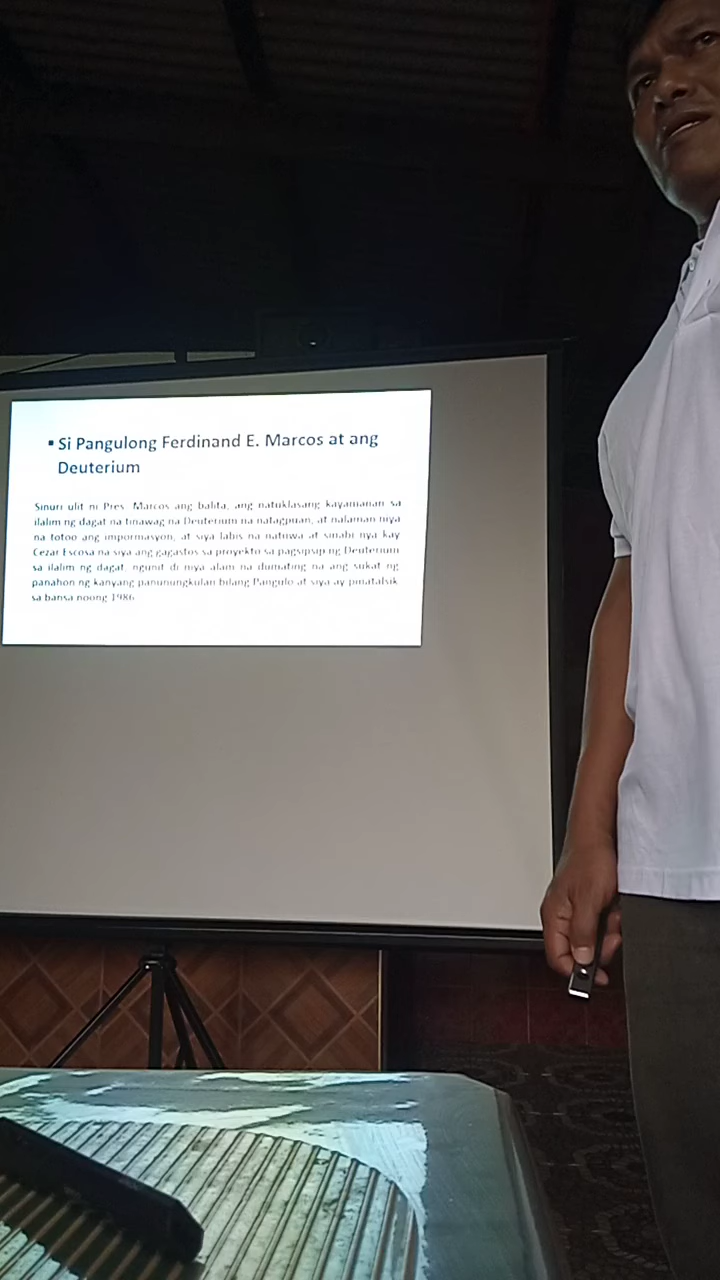 ▪ Si Pangulong Ferdinand E. Marcos at ang
Deuterium
Sinuri ulit ni Pres. Marcos ang balita, ang natuklasang kayamanan sa
ilalim ng dagat na tinawag na Deuterium na natagpuan, at nalaman niya
na totoo ang impormasyon, at siya labis na natuwa at sinabi nya kay
Cezar Escosa na siya ang gagastos sa proyekto sa pagsipsip ng Deuterium
sa ilalim ng dagat, ngunit di niya alam na dumating na ang sukat ng
panahon ng kanyang panunungkulan bilang Pangulo at siya ay pinatalsik
sa bansa noong 1986